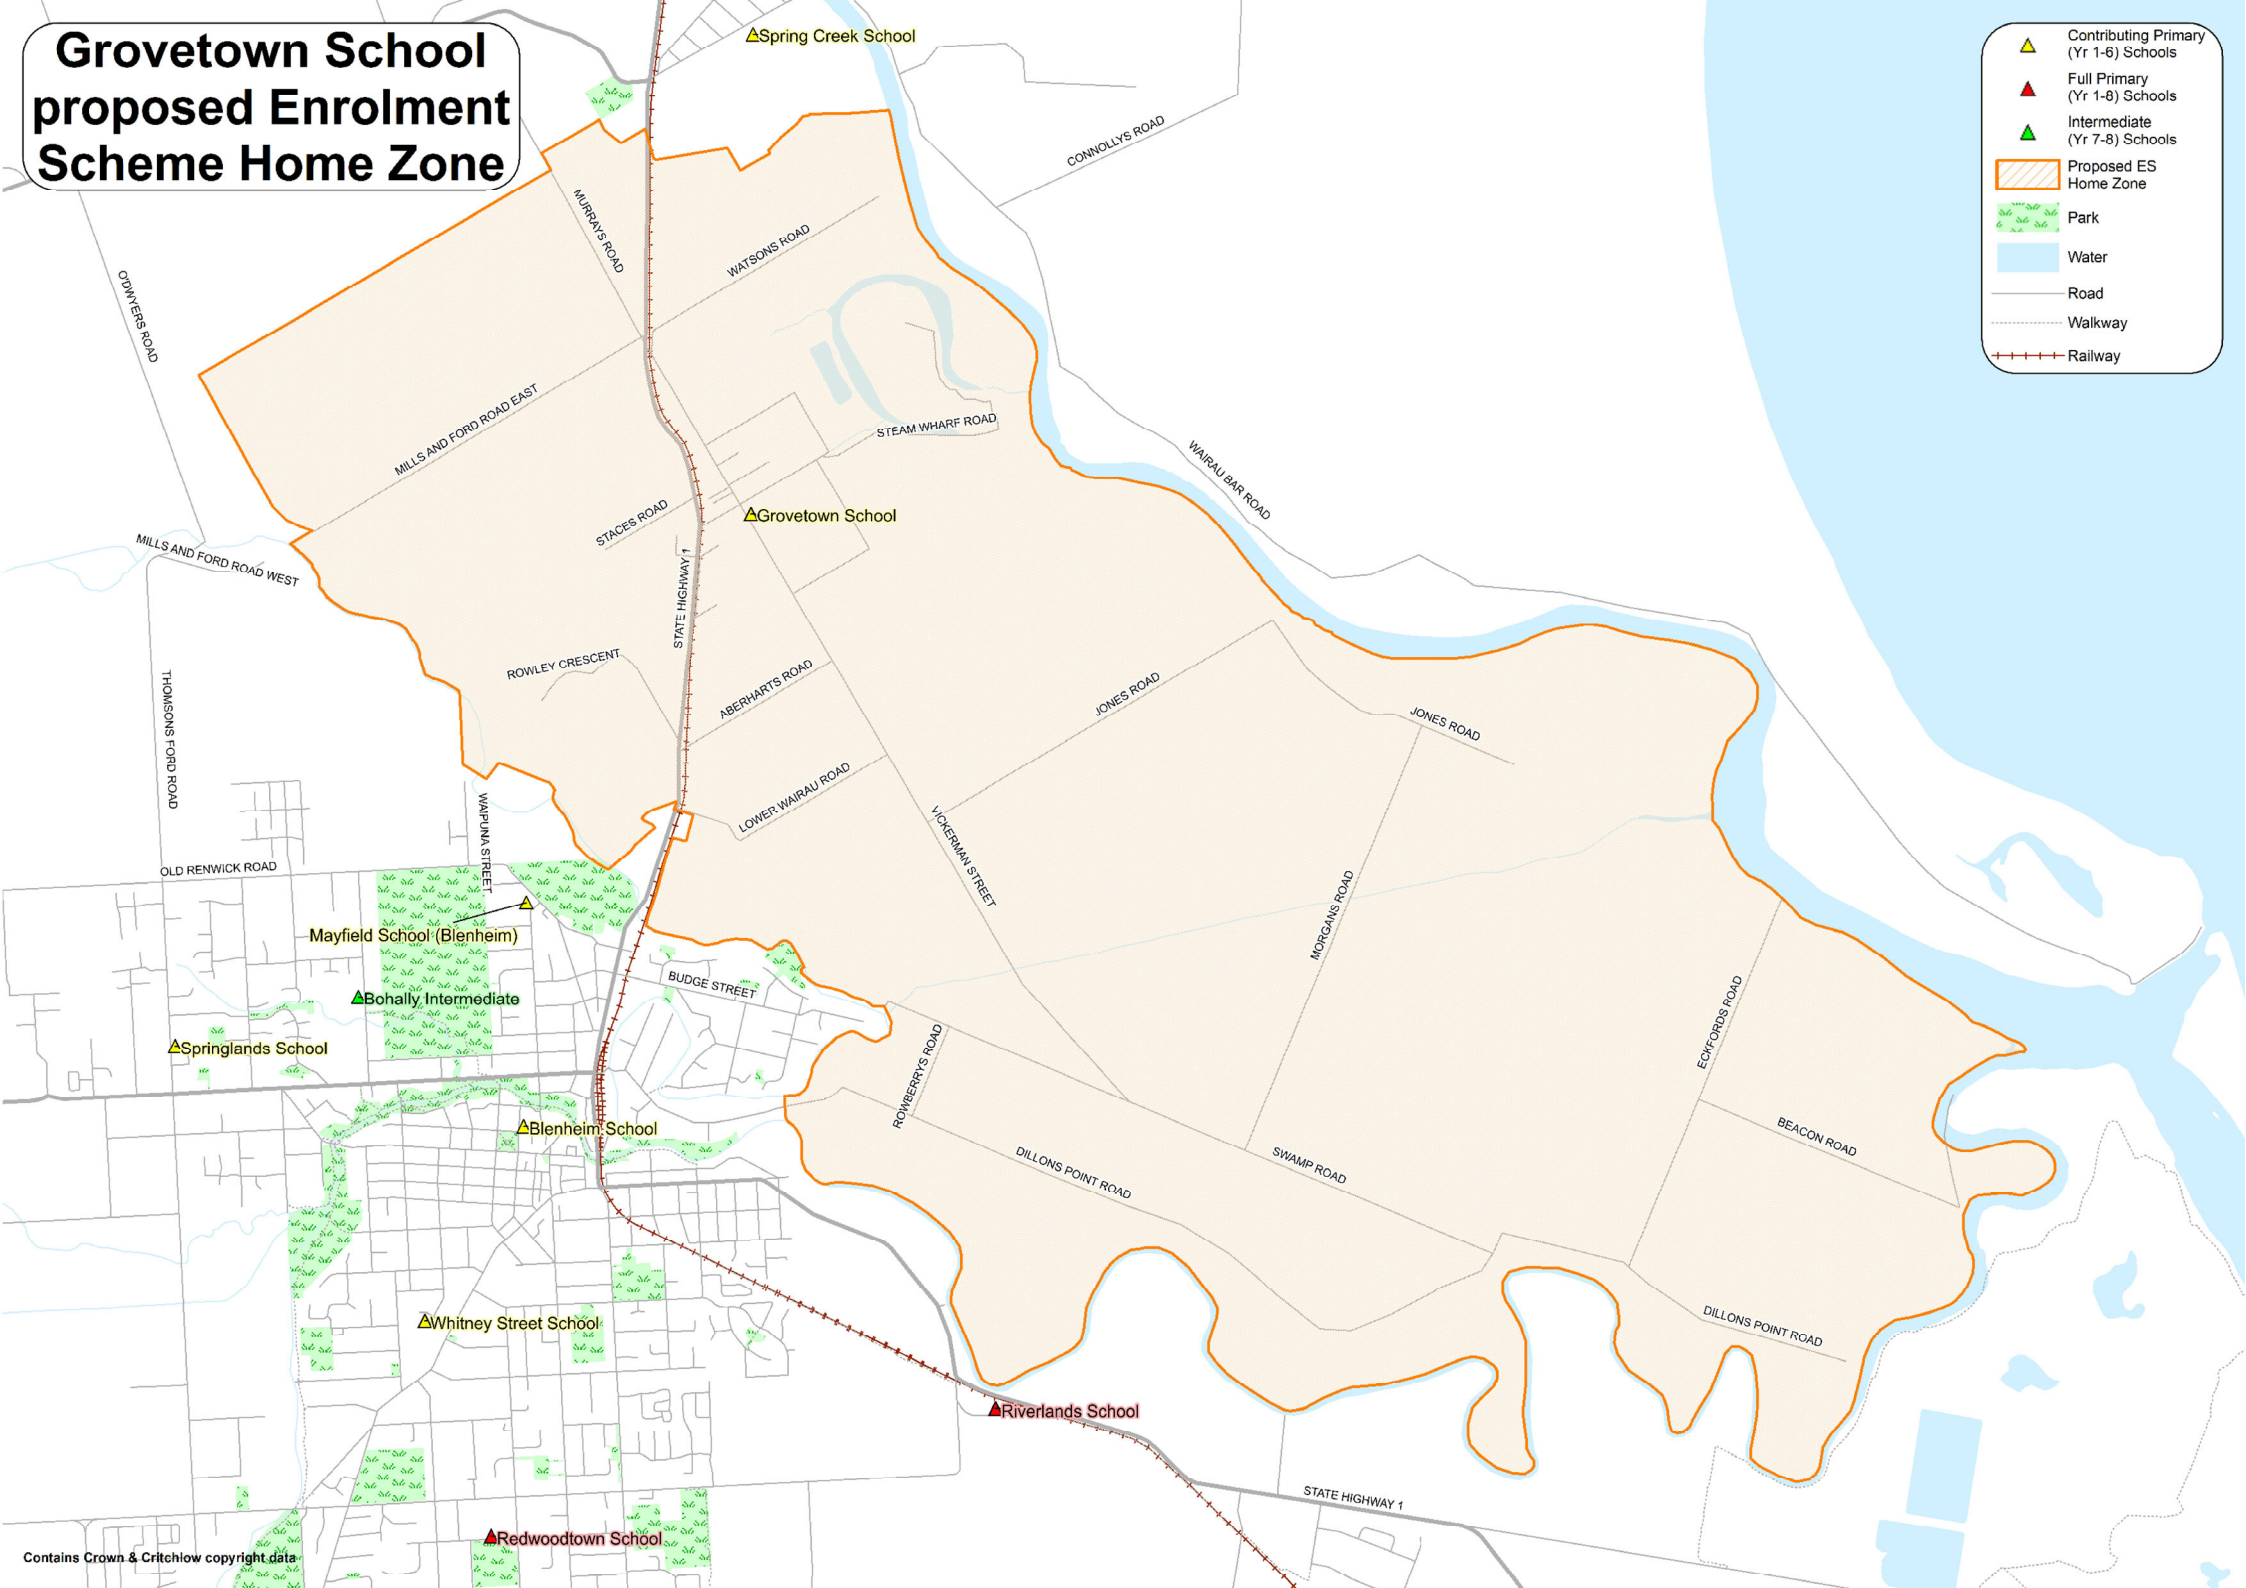 Grovetown School
proposed Enrolment
Scheme Home Zone
Spring Creek School
Contributing Primary
(Yr 1-6) Schools
Full Primary
(Yr 1-8) Schools
Intermediate
(Yr 7-8) Schools
Proposed ES
Home Zone
Park
Water
Road
Walkway
Railway
CONNOLLYS ROAD
MURRAYS ROAD
WATSONS ROAD
O'DWYERS ROAD
MILLS AND FORD ROAD EAST
STEAM WHARF ROAD
WAIRAU BAR ROAD
STACES ROAD
Grovetown School
MILLS AND FORD ROAD WEST
STATE HIGHWAY 1
ROWLEY CRESCENT
ABERHARTS ROAD
JONES ROAD
JONES ROAD
THOMSONS FORD ROAD
LOWER WAIRAU ROAD
WAIPUNA STREET
VICKERMAN STREET
OLD RENWICK ROAD
MORGANS ROAD
Mayfield School (Blenheim)
BUDGE STREET
Bohally Intermediate
ECKFORDS ROAD
Springlands School
ROWBERRYS ROAD
Blenheim School
BEACON ROAD
DILLONS POINT ROAD
SWAMP ROAD
Whitney Street School
DILLONS POINT ROAD
Riverlands School
STATE HIGHWAY 1
Redwoodtown School
Contains Crown & Critchlow copyright data